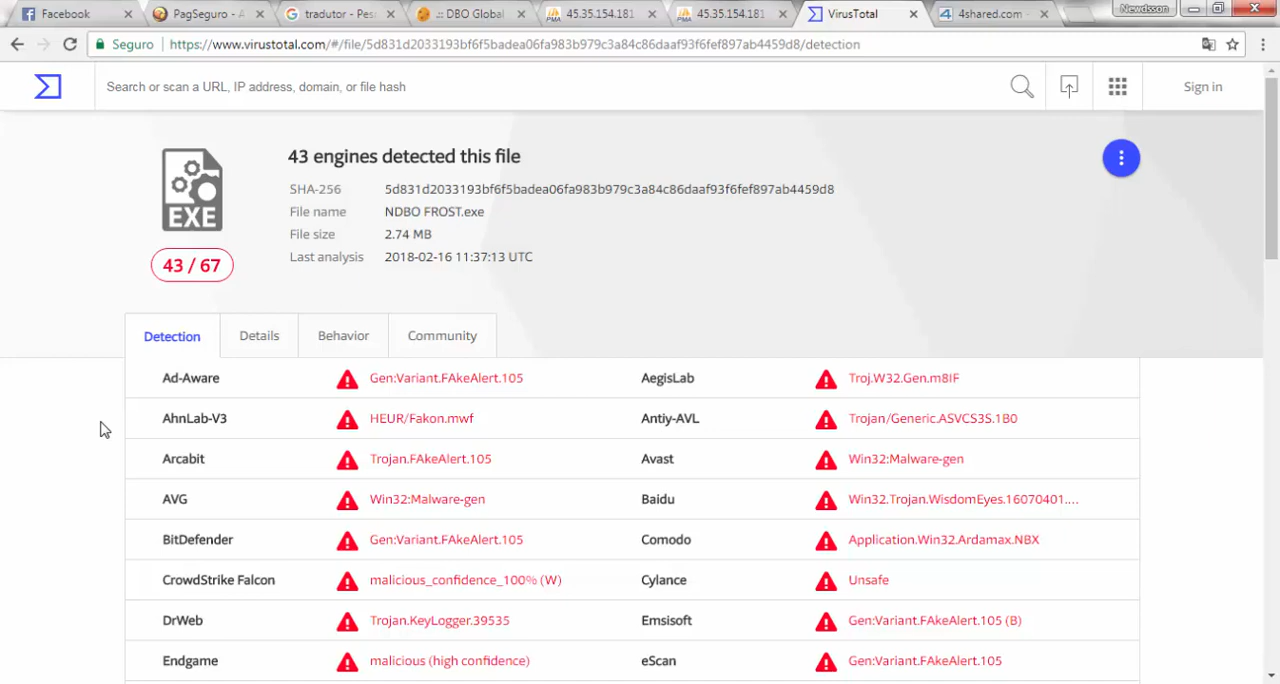 Facebook
PagSeguro - A
tradutor - Pes
.:: DBO Global
45.35.154.181
45.35.154.181
VirusTotal
4shared.com -
Newdsson
Seguro
https://www.virustotal.com/#/file/5d831d2033193bf6f5badea06fa983b979c3a84c86daaf93f6fef897ab4459d8/detection
Search or scan a URL, IP address, domain, or file hash
Sign in
EXE
43 / 67
43 engines detected this file
SHA-256 5d831d2033193bf6f5badea06fa983b979c3a84c86daaf93f6fef897ab4459d8
File name NDBO FROST.exe
File size 2.74 MB
Last analysis 2018-02-16 11:37:13 UTC
Detection Details Behavior Community
Ad-Aware Gen:Variant.FAkeAlert.105 AegisLab Troj.W32.Gen.m8IF
AhnLab-V3 HEUR/Fakon.mwf Antiy-AVL Trojan/Generic.ASVCS3S.1B0
Arcabit Trojan.FAkeAlert.105 Avast Win32:Malware-gen
AVG Win32:Malware-gen Baidu Win32.Trojan.WisdomEyes.16070401....
BitDefender Gen:Variant.FAkeAlert.105 Comodo Application.Win32.Ardamax.NBX
CrowdStrike Falcon malicious_confidence_100% (W) Cylance Unsafe
DrWeb Trojan.KeyLogger.39535 Emsisoft Gen:Variant.FAkeAlert.105 (B)
Endgame malicious (high confidence) eScan Gen:Variant.FAkeAlert.105